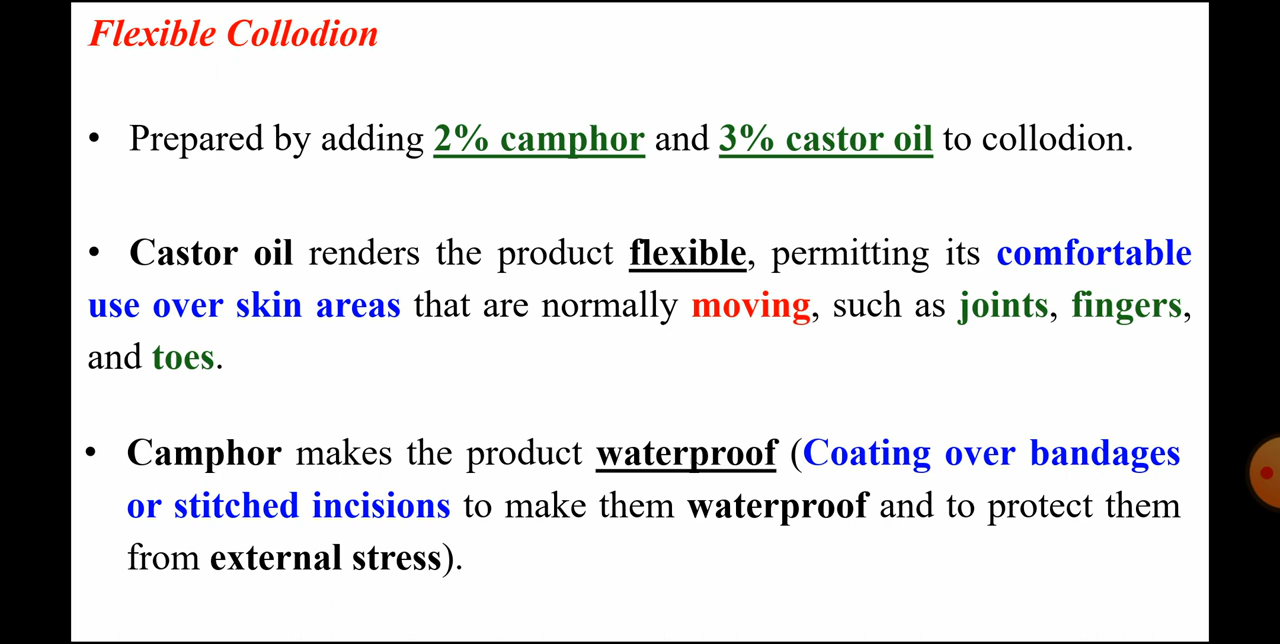 Flexible Collodion
• Prepared by adding 2% camphor and 3% castor oil to collodion.
• Castor oil renders the product flexible, permitting its comfortable
use over skin areas that are normally moving, such as joints, fingers,
and toes.
• Camphor makes the product waterproof (Coating over bandages
or stitched incisions to make them waterproof and to protect them
from external stress).